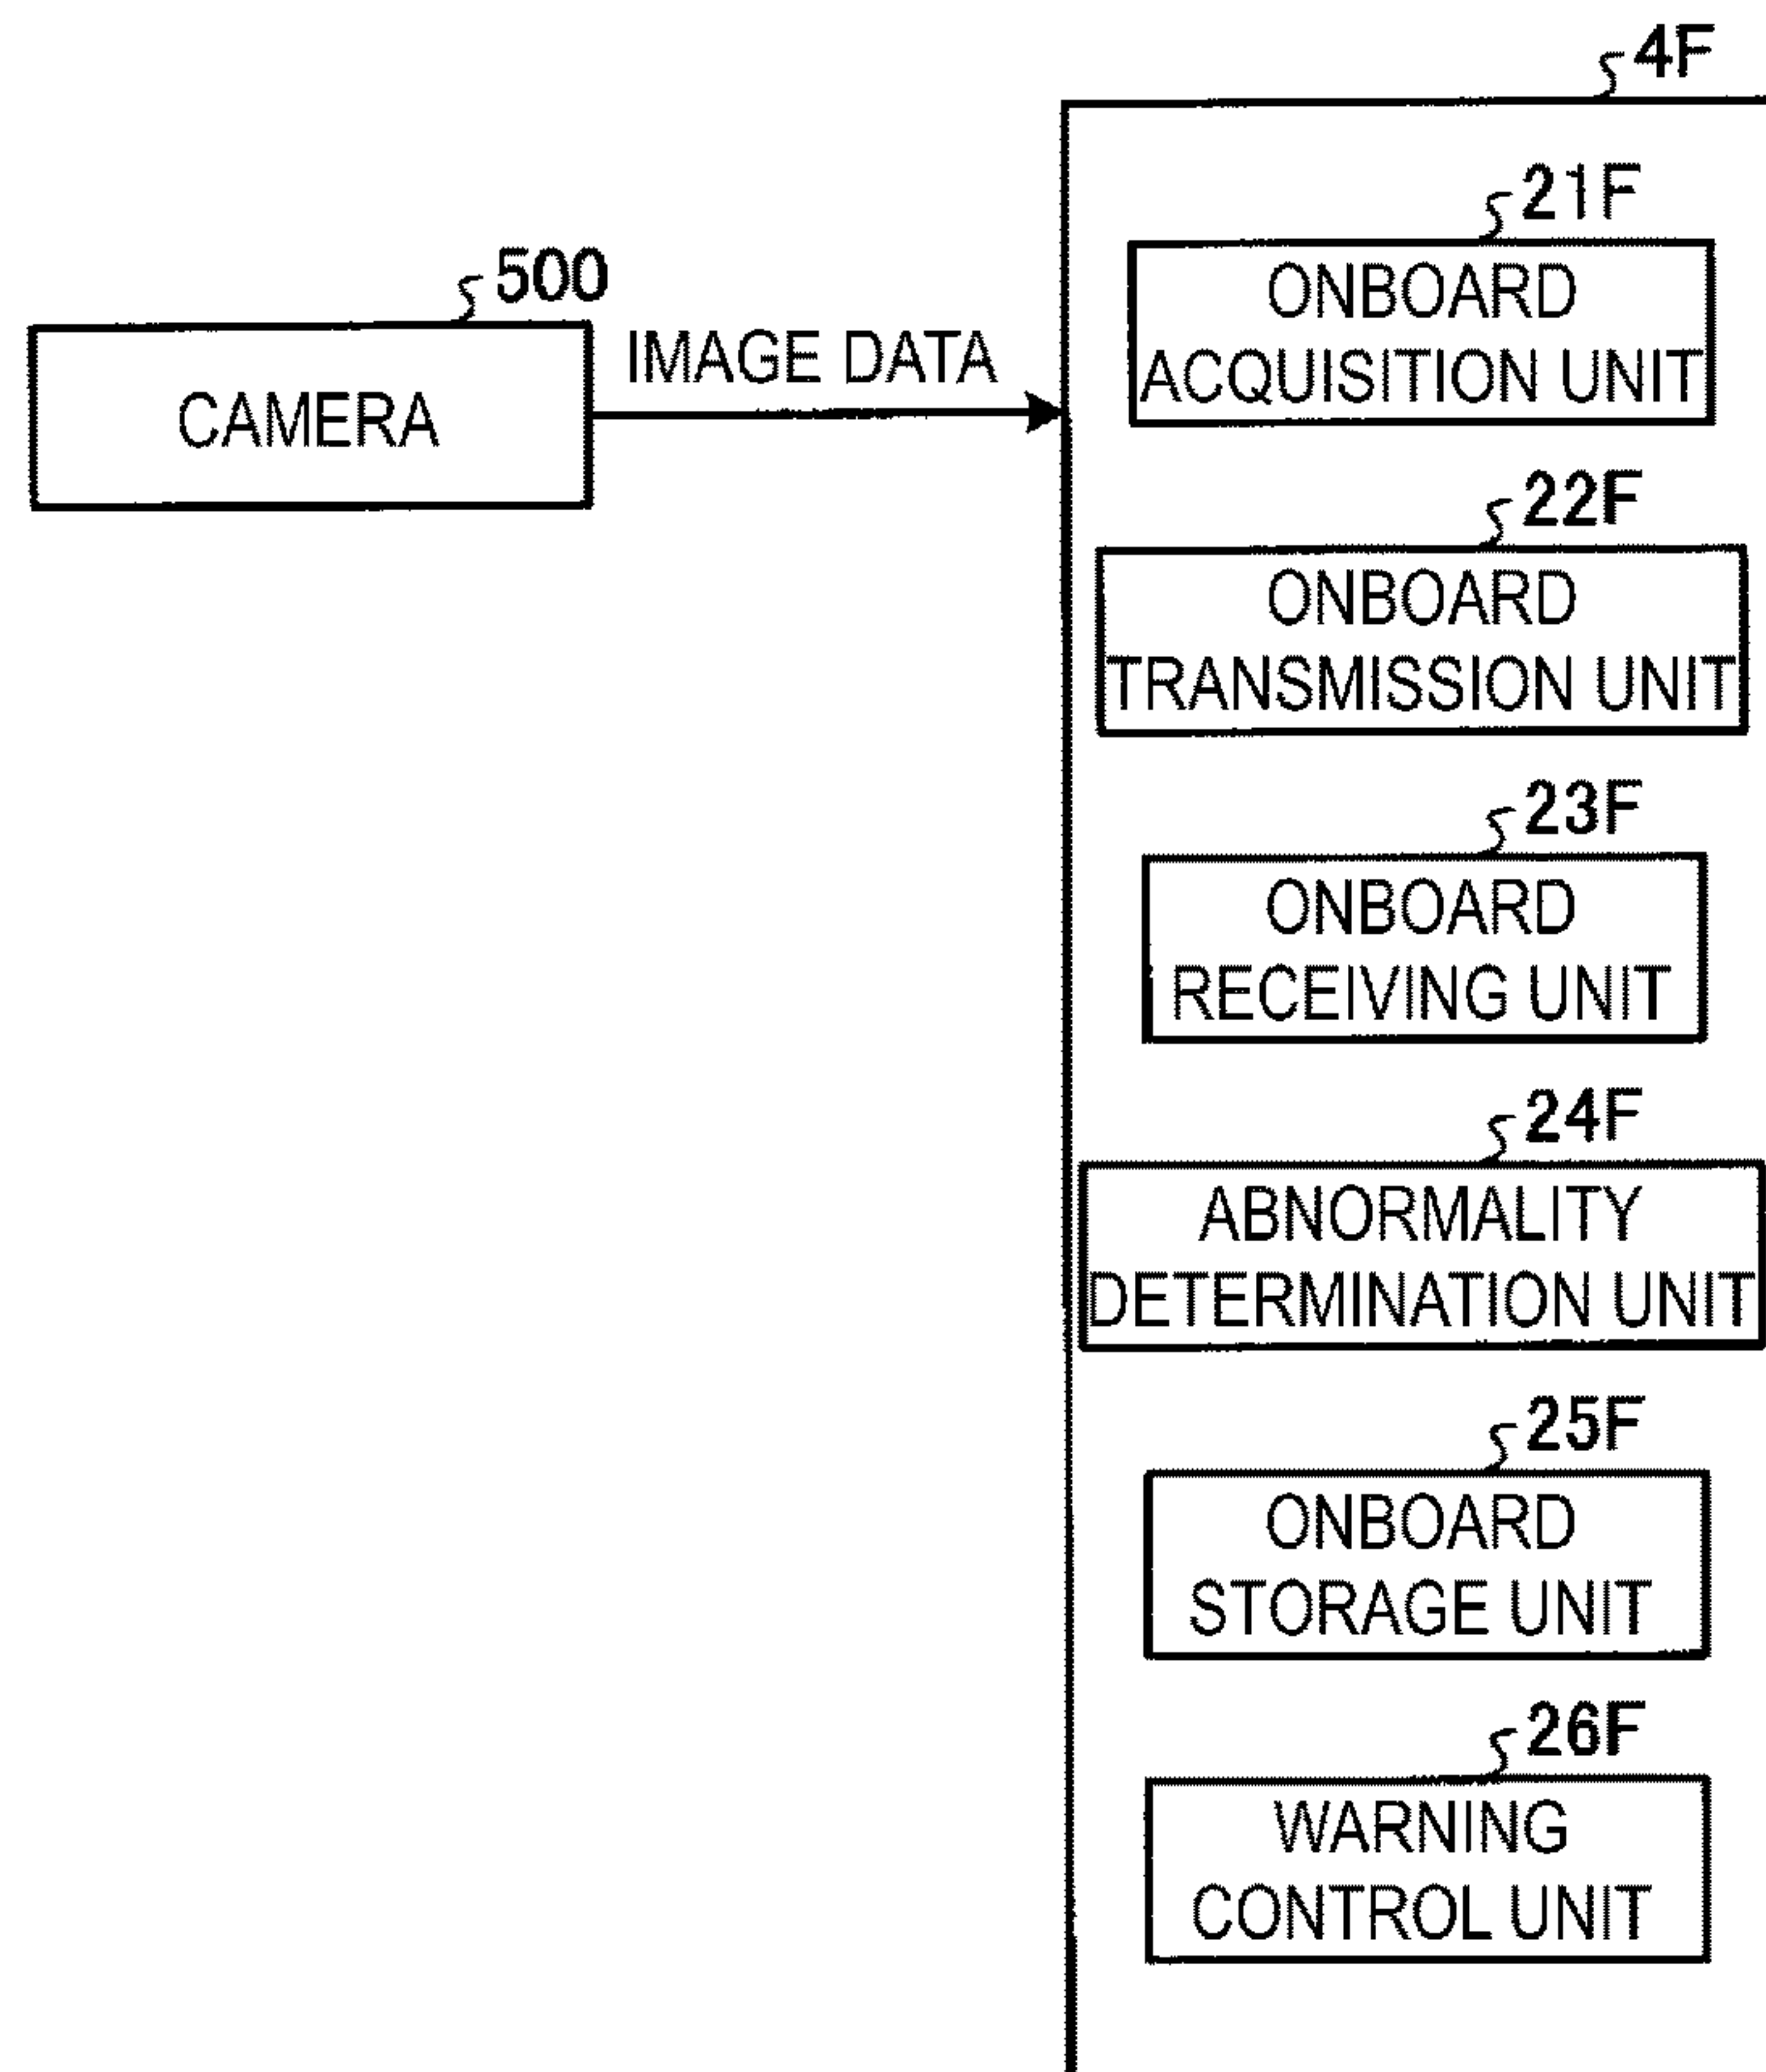 4F
21F
ONBOARD
ACQUISITION UNIT
500
CAMERA
IMAGE DATA
22F
ONBOARD
TRANSMISSION UNIT
23F
ONBOARD
RECEIVING UNIT
24F
ABNORMALITY
DETERMINATION UNIT
25F
ONBOARD
STORAGE UNIT
26F
WARNING
CONTROL UNIT